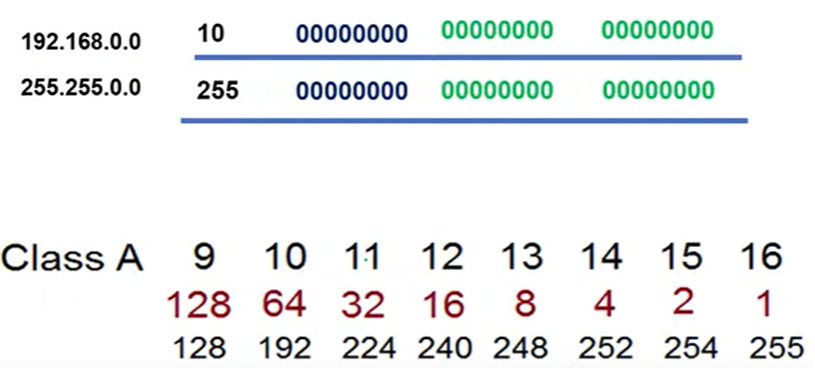 192.168.0.0 10 00000000 00000000 00000000
255.255.0.0 255 00000000 00000000 00000000
Class A 9 10 11 12 13 14 15 16
128 64 32 16 8 4 2 1
128 192 224 240 248 252 254 255